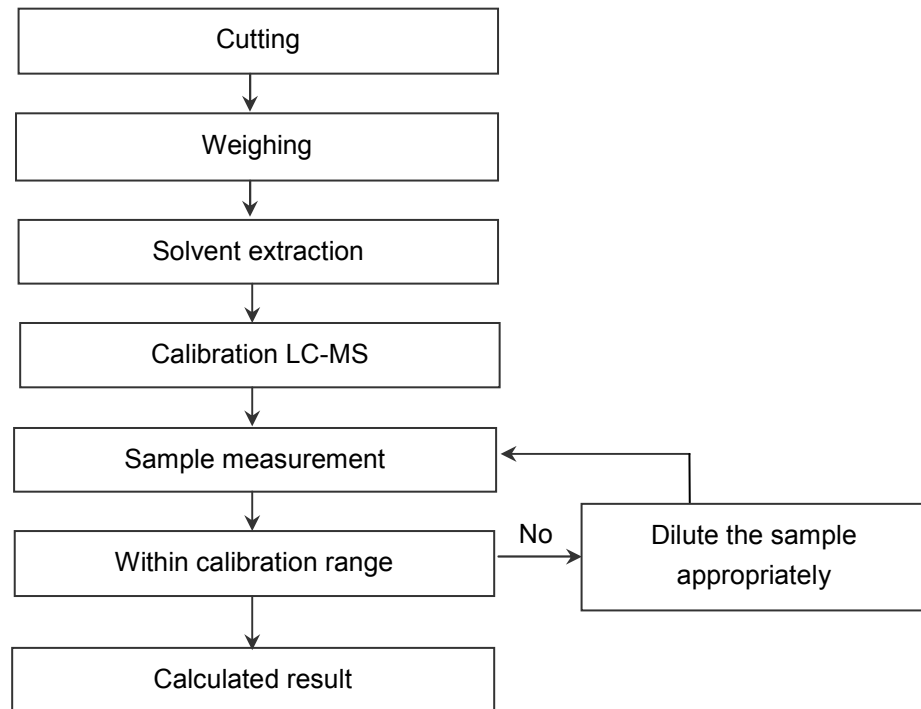 Cutting
Weighing
Solvent extraction
Calibration LC-MS
Sample measurement
Within calibration range
No
Dilute the sample
appropriately
Calculated result